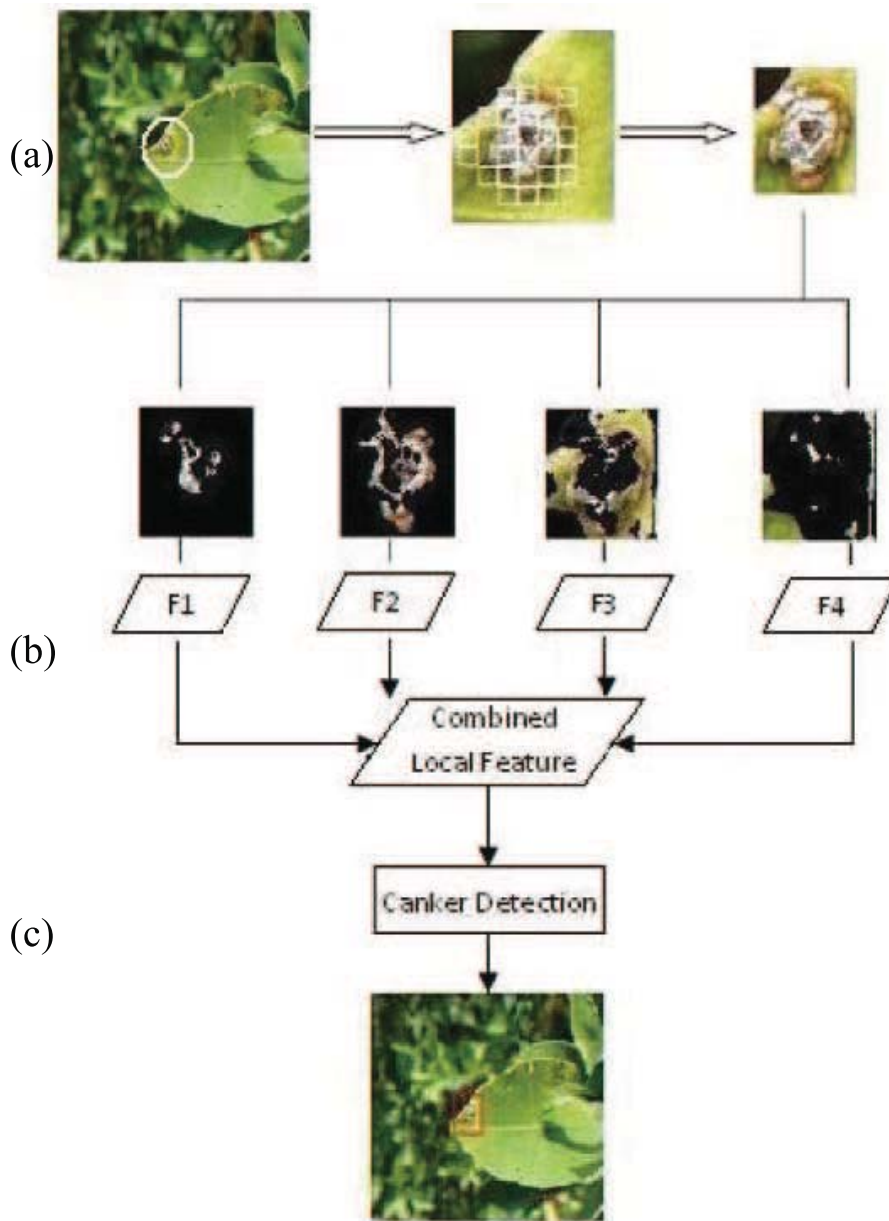 (a)
F1
F2
F3
F4
(b)
Combined
Local Feature
Canker Detection
(c)